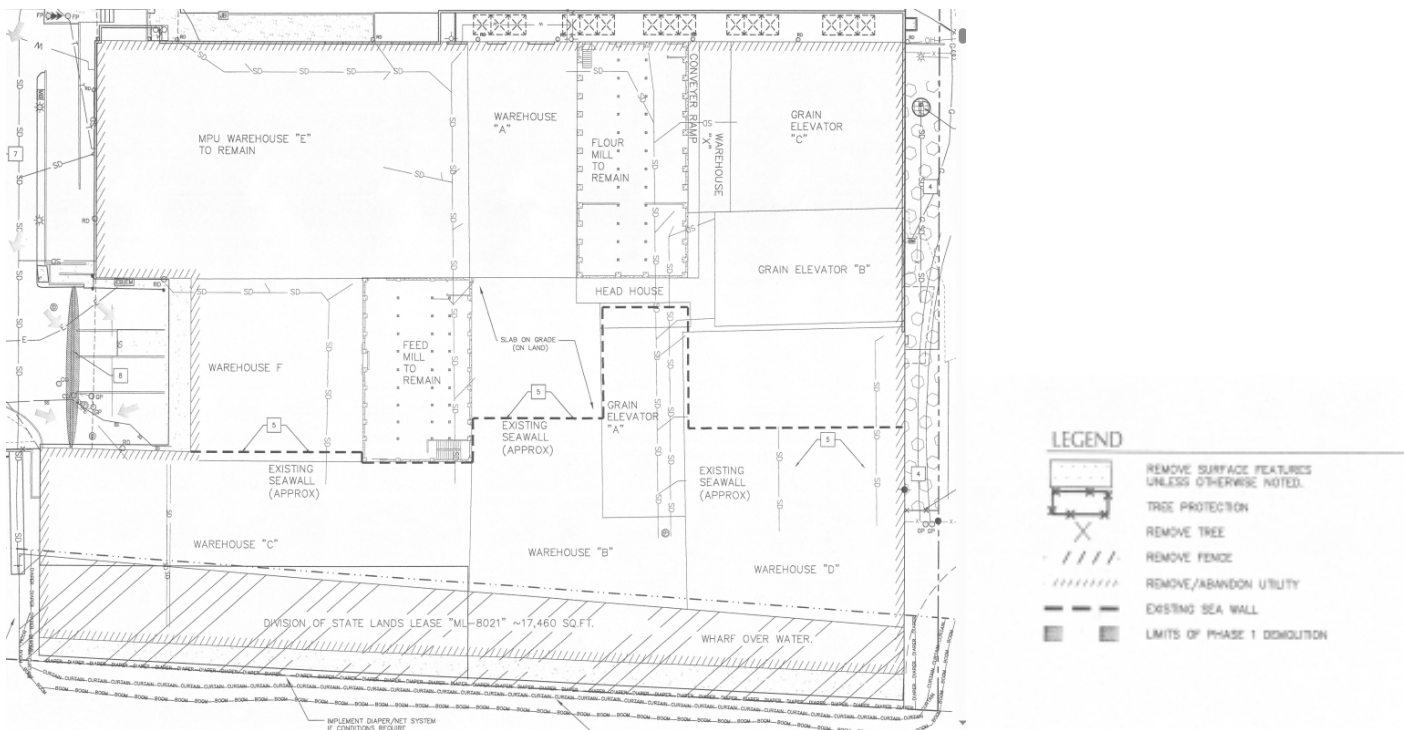 MPU WAREHOUSE "E"
TO REMAIN
WAREHOUSE
"A"
FLOUR
MILL
TO
REMAIN
CONVEYER RAMP
WAREHOUSE
"X"
GRAIN
ELEVATOR
"C"
GRAIN ELEVATOR "B"
HEAD HOUSE
SLAB ON GRADE
(ON LAND)
WAREHOUSE F
FEED
MILL
TO
REMAIN
GRAIN
ELEVATOR
"A"
7
6
5
5
5
4
4
EXISTING
SEAWALL
(APPROX)
EXISTING
SEAWALL
(APPROX)
EXISTING
SEAWALL
(APPROX)
WAREHOUSE "C"
WAREHOUSE "B"
WAREHOUSE "D"
DIVISION OF STATE LANDS LEASE "ML-8021" ~17,460 SQ.FT.
WHARF OVER WATER.
IMPLEMENT DIAPER/NET SYSTEM
IF CONDITIONS REQUIRE
LEGEND
REMOVE SURFACE FEATURES
UNLESS OTHERWISE NOTED.
TREE PROTECTION
REMOVE TREE
REMOVE FENCE
REMOVE/ABANDON UTILITY
EXISTING SEA WALL
LIMITS OF PHASE 1 DEMOLITION